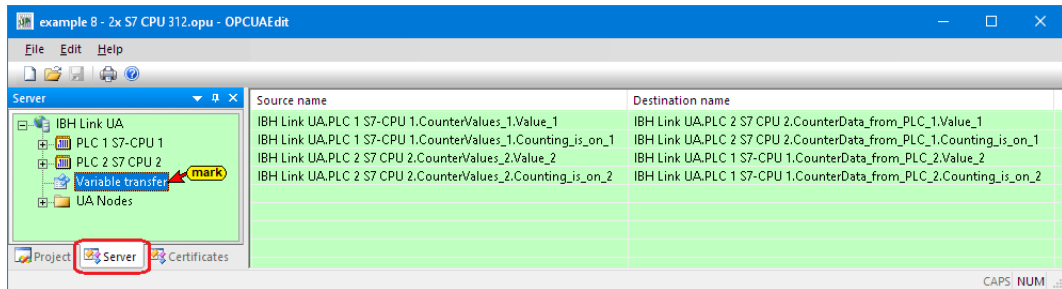 example 8 - 2x S7 CPU 312.opu - OPCUAEdit
File Edit Help
Server
Source name Destination name
IBH Link UA
PLC 1 S7-CPU 1
PLC 2 S7 CPU 2
Variable transfer
mark
UA Nodes
IBH Link UA.PLC 1 S7-CPU 1.CounterValues_1.Value_1 IBH Link UA.PLC 2 S7 CPU 2.CounterData_from_PLC_1.Value_1
IBH Link UA.PLC 1 S7-CPU 1.CounterValues_1.Counting_is_on_1 IBH Link UA.PLC 2 S7 CPU 2.CounterData_from_PLC_1.Counting_is_on_1
IBH Link UA.PLC 2 S7 CPU 2.CounterValues_2.Value_2 IBH Link UA.PLC 1 S7-CPU 1.CounterData_from_PLC_2.Value_2
IBH Link UA.PLC 2 S7 CPU 2.CounterValues_2.Counting_is_on_2 IBH Link UA.PLC 1 S7-CPU 1.CounterData_from_PLC_2.Counting_is_on_2
Project Server Certificates
CAPS NUM